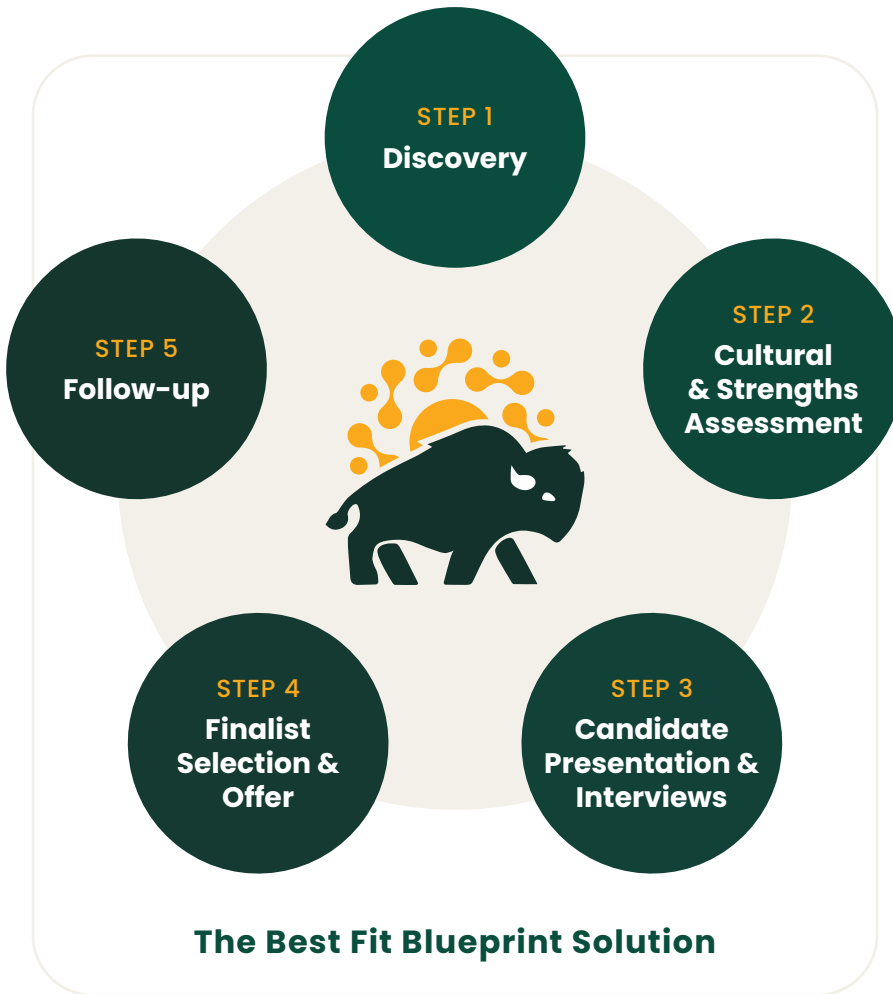 STEP 1
Discovery
STEP 2
Cultural
& Strengths
Assessment
STEP 3
Candidate
Presentation &
Interviews
STEP 4
Finalist
Selection &
Offer
STEP 5
Follow-up
The Best Fit Blueprint Solution